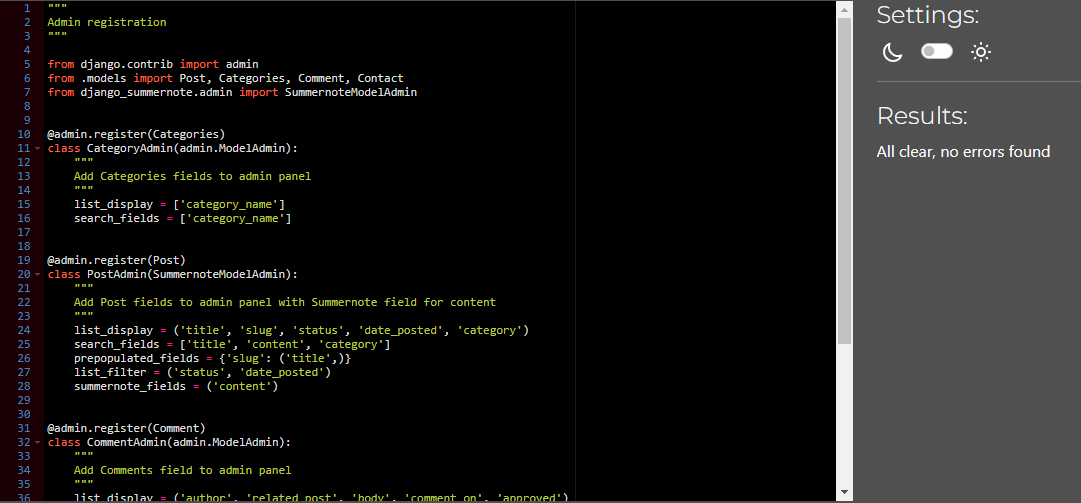 1 """
2 Admin registration
3 """
4
5 from django.contrib import admin
6 from .models import Post, Categories, Comment, Contact
7 from django_summernote.admin import SummernoteModelAdmin
8
9
10 @admin.register(Categories)
11 class CategoryAdmin(admin.ModelAdmin):
12     """
13     Add Categories fields to admin panel
14     """
15     list_display = ['category_name']
16     search_fields = ['category_name']
17
18
19 @admin.register(Post)
20 class PostAdmin(SummernoteModelAdmin):
21     """
22     Add Post fields to admin panel with Summernote field for content
23     """
24     list_display = ('title', 'slug', 'status', 'date_posted', 'category')
25     search_fields = ['title', 'content', 'category']
26     prepopulated_fields = {'slug': ('title',)}
27     list_filter = ('status', 'date_posted')
28     summernote_fields = ('content')
29
30
31 @admin.register(Comment)
32 class CommentAdmin(admin.ModelAdmin):
33     """
34     Add Comments field to admin panel
35     """
36     list_display = ('author', 'related_post', 'body', 'comment_on', 'approved')
Settings:
Results:
All clear, no errors found